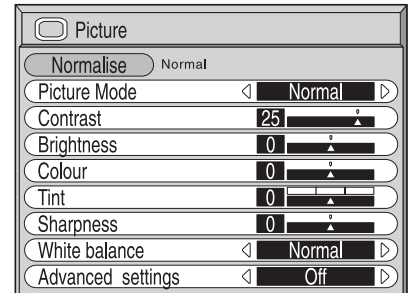 Picture
Normalise Normal
Picture Mode Normal
Contrast 25
Brightness 0
Colour 0
Tint 0
Sharpness 0
White balance Normal
Advanced settings Off